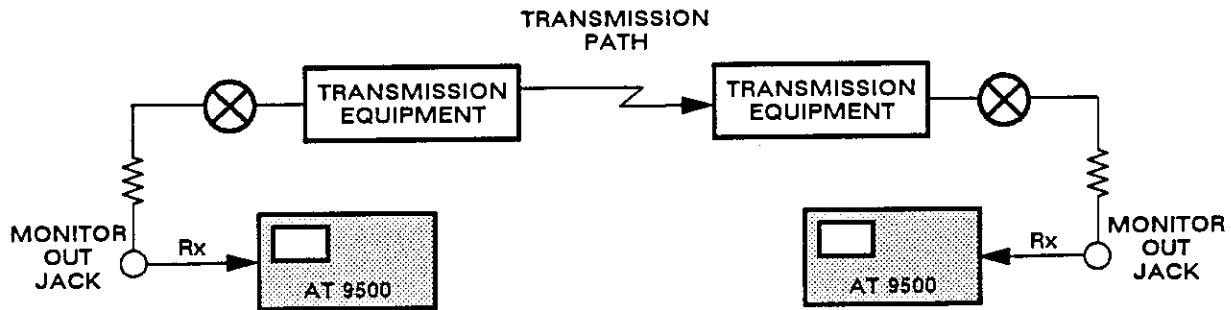 TRANSMISSION
PATH
TRANSMISSION
EQUIPMENT
TRANSMISSION
EQUIPMENT
MONITOR
OUT
JACK
Rx
AT 9500
AT 9500
Rx
MONITOR
OUT
JACK